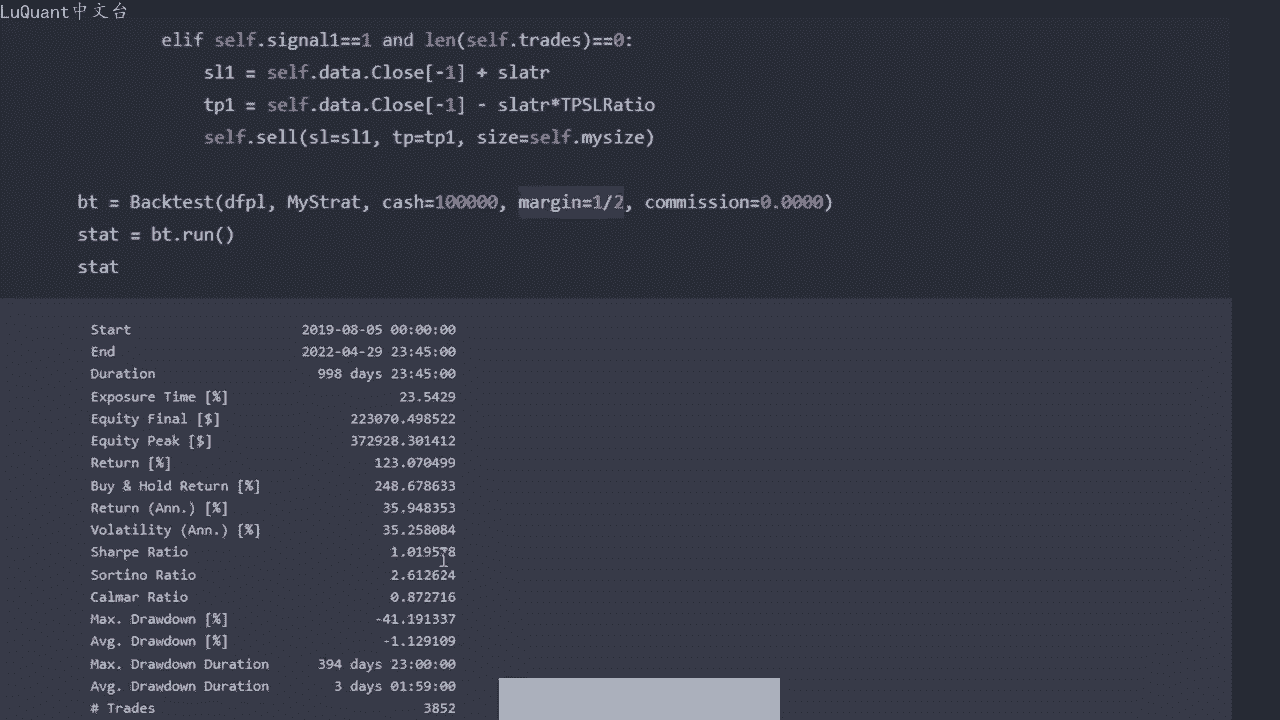 LuQuant中文台
elif self.signal1==1 and len(self.trades)==0:
sl1 = self.data.Close[-1] + slatr
tp1 = self.data.Close[-1] - slatr*TPSLRatio
self.sell(sl=sl1, tp=tp1, size=self.mysize)
bt = Backtest(dfpl, MyStrat, cash=100000, margin=1/2, commission=0.0000)
stat = bt.run()
stat
Start 2019-08-05 00:00:00
End 2022-04-29 23:45:00
Duration 998 days 23:45:00
Exposure Time [%] 23.5429
Equity Final [$] 223070.498522
Equity Peak [$] 372928.301412
Return [%] 123.070499
Buy & Hold Return [%] 248.678633
Return (Ann.) [%] 35.948353
Volatility (Ann.) [%] 35.258084
Sharpe Ratio 1.019578
Sortino Ratio 2.612624
Calmar Ratio 0.872716
Max. Drawdown [%] -41.191337
Avg. Drawdown [%] -1.129109
Max. Drawdown Duration 394 days 23:00:00
Avg. Drawdown Duration 3 days 01:59:00
# Trades 3852